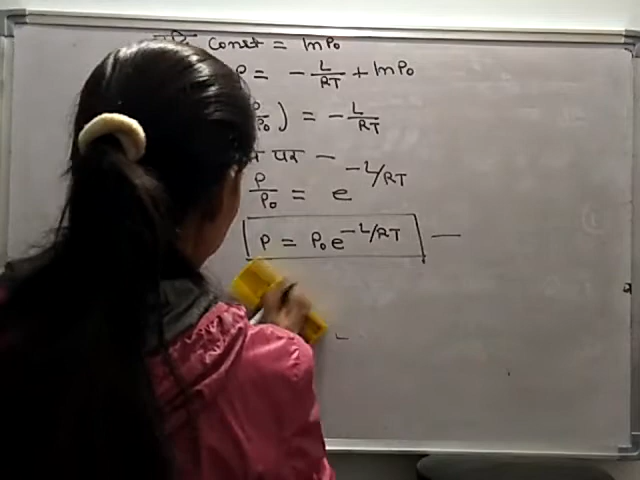 Const = lnP₀
P = - L/RT + lnP₀
P/P₀) = - L/RT
पर —
P/P₀ = e^-L/RT
P = P₀e^-L/RT —